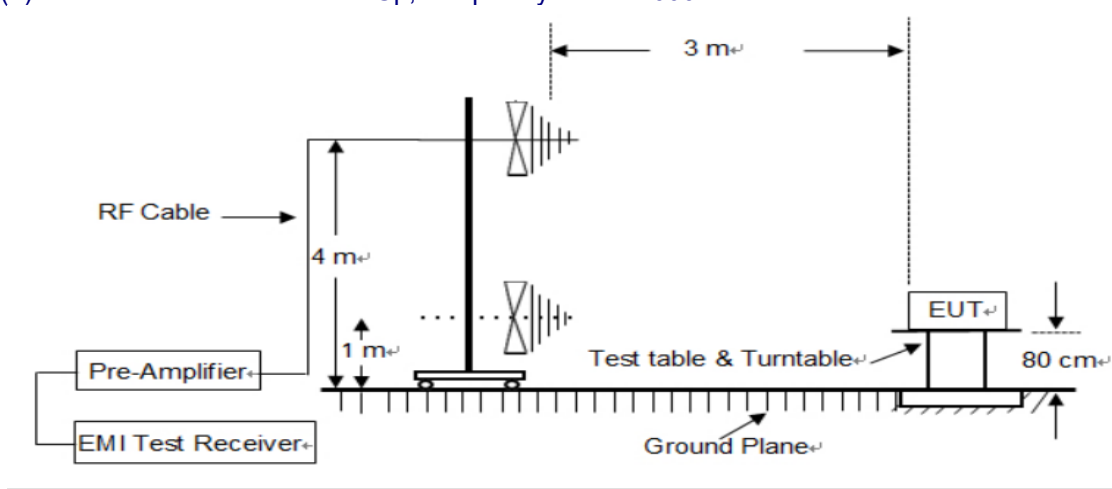 3 m↵
RF Cable
4 m↵
EUT↵
1 m↵
Test table & Turntable↵
80 cm↵
Pre-Amplifier↵
EMI Test Receiver↵
Ground Plane↵